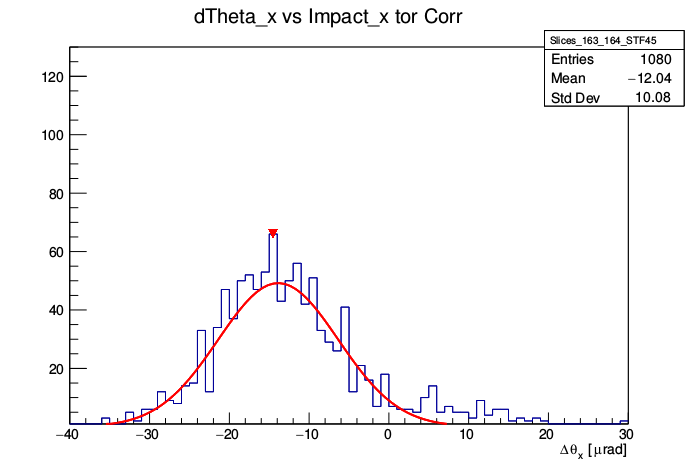 dTheta_x vs Impact_x tor Corr
Slices_163_164_STF45
Entries 1080
Mean −12.04
Std Dev 10.08
120
100
80
60
40
20
−40 −30 −20 −10 0 10 20 30
Δθx [μrad]